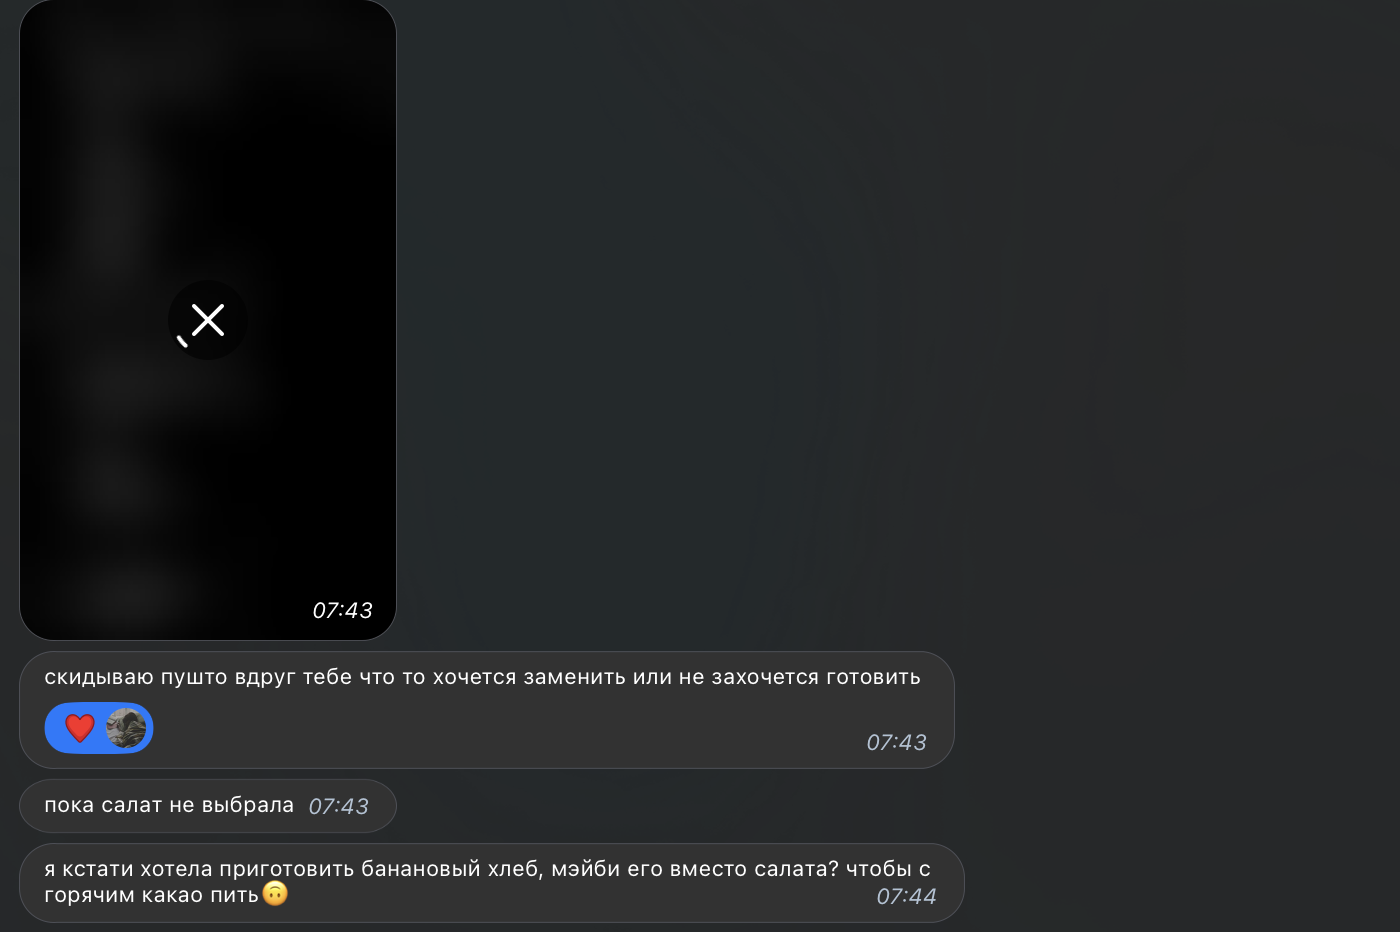 07:43
скидываю пушто вдруг тебе что то хочется заменить или не захочется готовить
07:43
пока салат не выбрала 07:43
я кстати хотела приготовить банановый хлеб, мэйби его вместо салата? чтобы с
горячим какао пить🙃
07:44